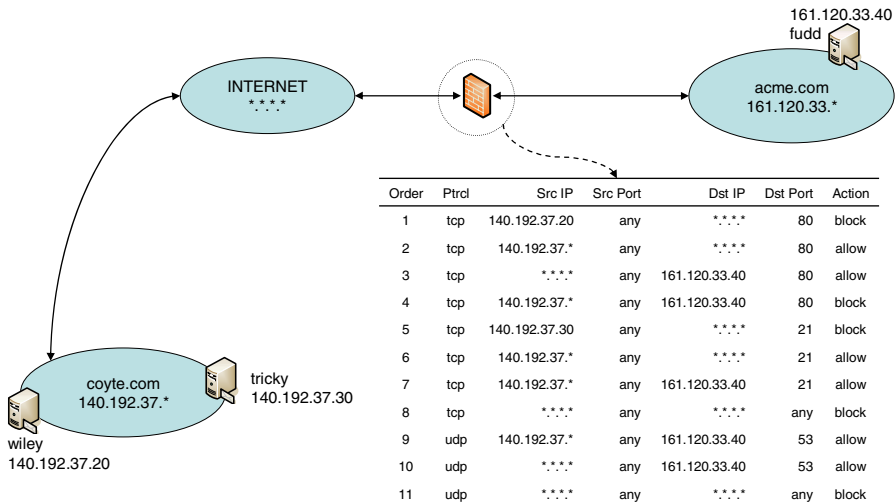 161.120.33.40
fudd
INTERNET
*.*.*.*
acme.com
161.120.33.*
Order Ptrcl Src IP Src Port Dst IP Dst Port Action
1 tcp 140.192.37.20 any *.*.*.* 80 block
2 tcp 140.192.37.* any *.*.*.* 80 allow
3 tcp *.*.*.* any 161.120.33.40 80 allow
4 tcp 140.192.37.* any 161.120.33.40 80 block
5 tcp 140.192.37.30 any *.*.*.* 21 block
6 tcp 140.192.37.* any *.*.*.* 21 allow
7 tcp 140.192.37.* any 161.120.33.40 21 allow
8 tcp *.*.*.* any *.*.*.* any block
9 udp 140.192.37.* any 161.120.33.40 53 allow
10 udp *.*.*.* any 161.120.33.40 53 allow
11 udp *.*.*.* any *.*.*.* any block
coyte.com
140.192.37.*
tricky
140.192.37.30
wiley
140.192.37.20